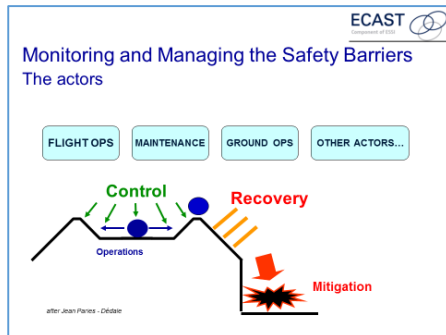 ECAST
Component of ESSI
Monitoring and Managing the Safety Barriers
The actors
FLIGHT OPS
MAINTENANCE
GROUND OPS
OTHER ACTORS...
Control
Recovery
Operations
Mitigation
after Jean Paries - Dédale